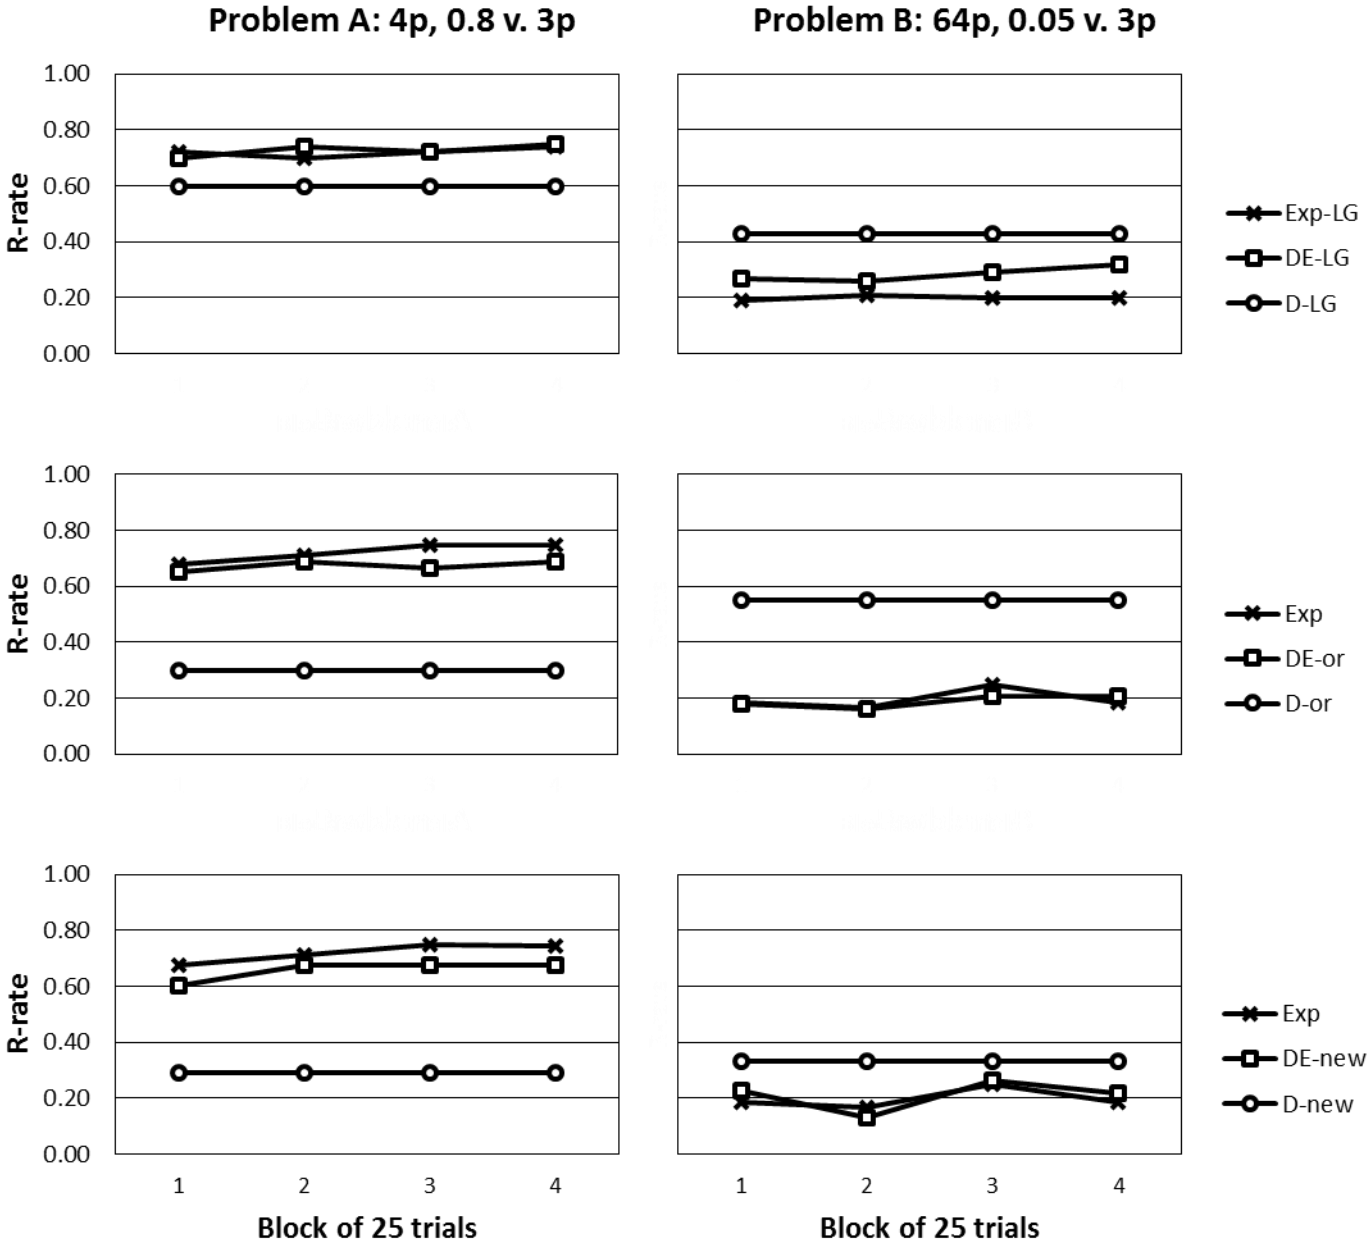 Problem A: 4p, 0.8 v. 3p
Problem B: 64p, 0.05 v. 3p
1.00
0.80
0.60
0.40
0.20
0.00
R-rate
Exp-LG
DE-LG
D-LG
1.00
0.80
0.60
0.40
0.20
0.00
R-rate
Exp
DE-or
D-or
1.00
0.80
0.60
0.40
0.20
0.00
R-rate
Exp
DE-new
D-new
1 2 3 4
1 2 3 4
Block of 25 trials
Block of 25 trials